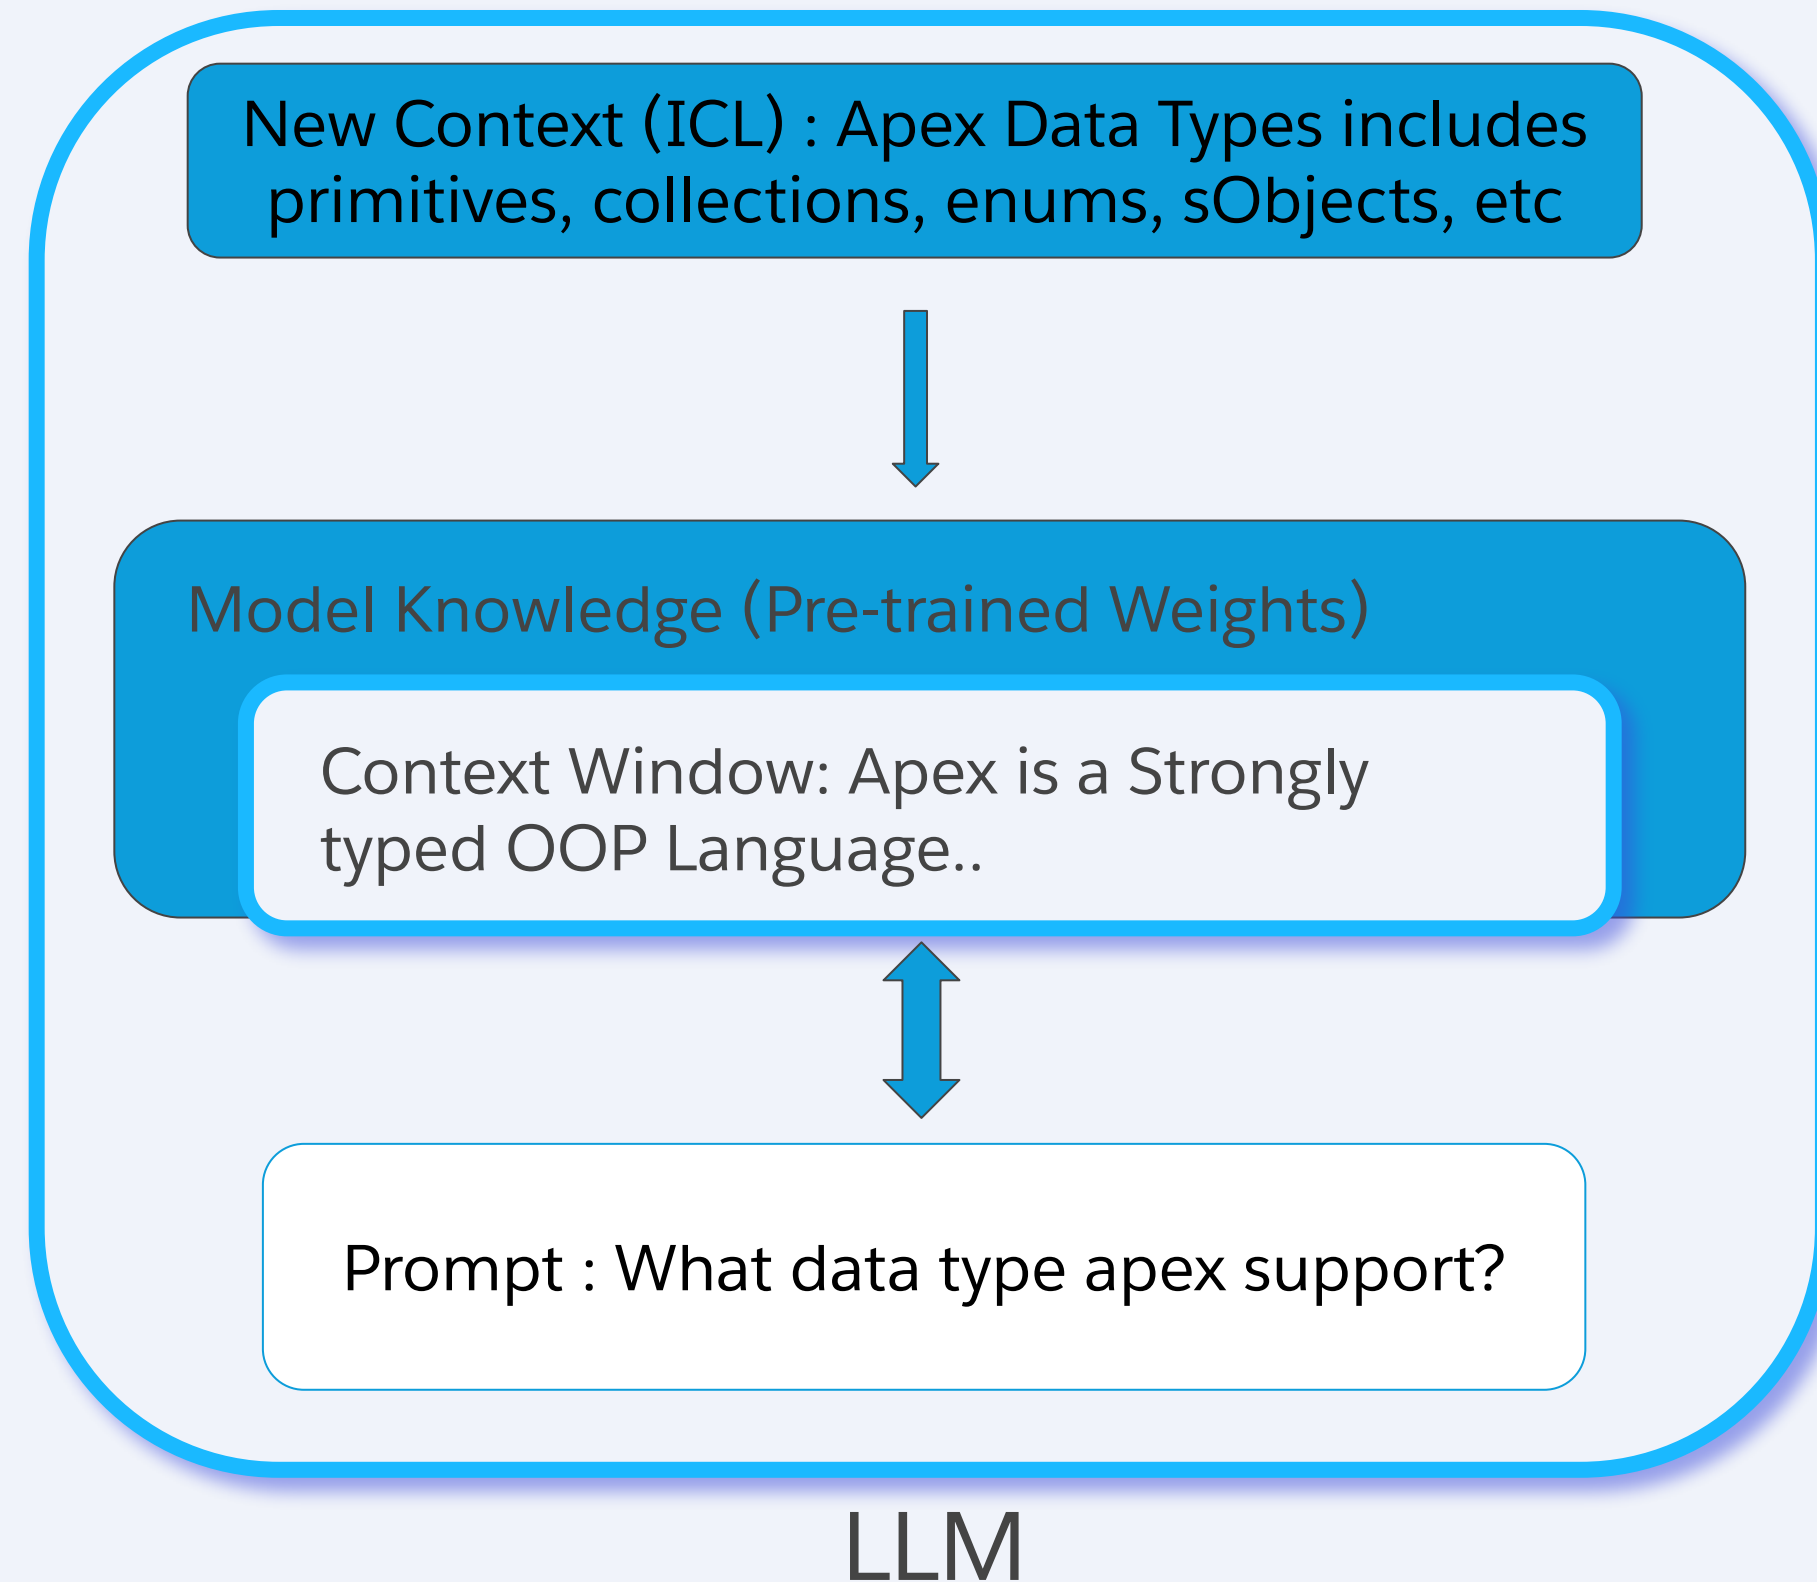 New Context (ICL) : Apex Data Types includes
primitives, collections, enums, sObjects, etc
Model Knowledge (Pre-trained Weights)
Context Window: Apex is a Strongly
typed OOP Language..
Prompt : What data type apex support?
LLM